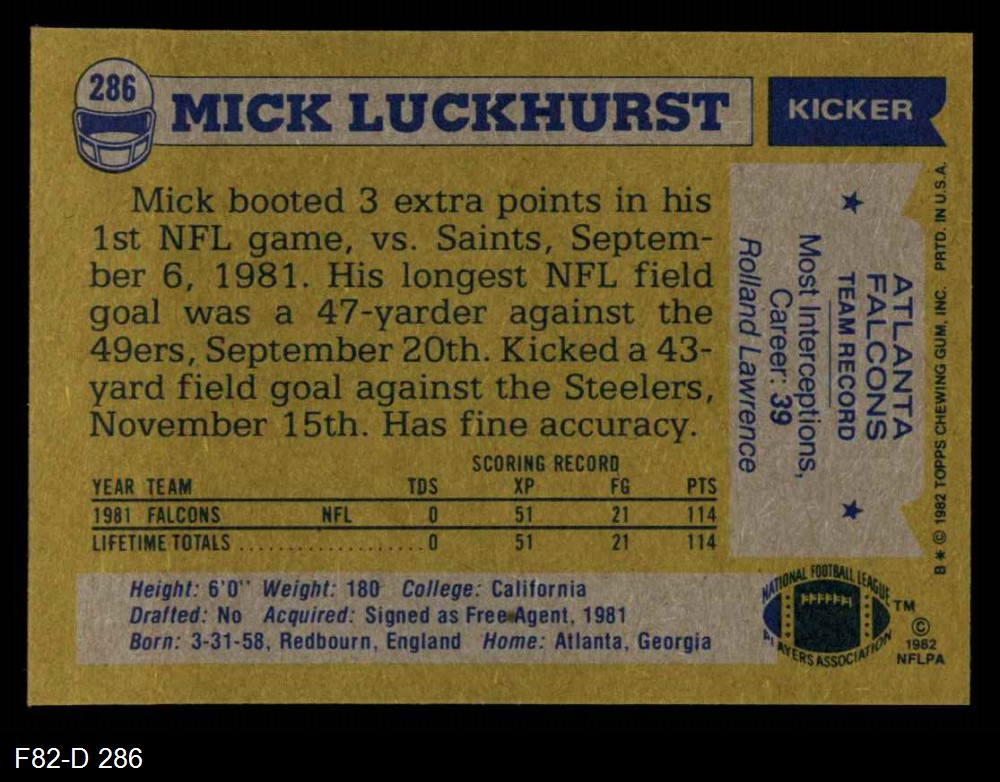 286
MICK LUCKHURST
KICKER
Mick booted 3 extra points in his
1st NFL game, vs. Saints, Septem-
ber 6, 1981. His longest NFL field
goal was a 47-yarder against the
49ers, September 20th. Kicked a 43-
yard field goal against the Steelers,
November 15th. Has fine accuracy.
SCORING RECORD
YEAR TEAM TDS XP FG PTS
1981 FALCONS NFL 0 51 21 114
LIFETIME TOTALS ................... 0 51 21 114
Height: 6'0" Weight: 180 College: California
Drafted: No Acquired: Signed as Free Agent, 1981
Born: 3-31-58, Redbourn, England Home: Atlanta, Georgia
ATLANTA
FALCONS
TEAM RECORD
Most Interceptions,
Career: 39
Rolland Lawrence
B * © 1982 TOPPS CHEWING GUM, INC. PRTD. IN U.S.A.
NATIONAL FOOTBALL LEAGUE
PLAYERS ASSOCIATION
TM
©
1982
NFLPA
F82-D 286